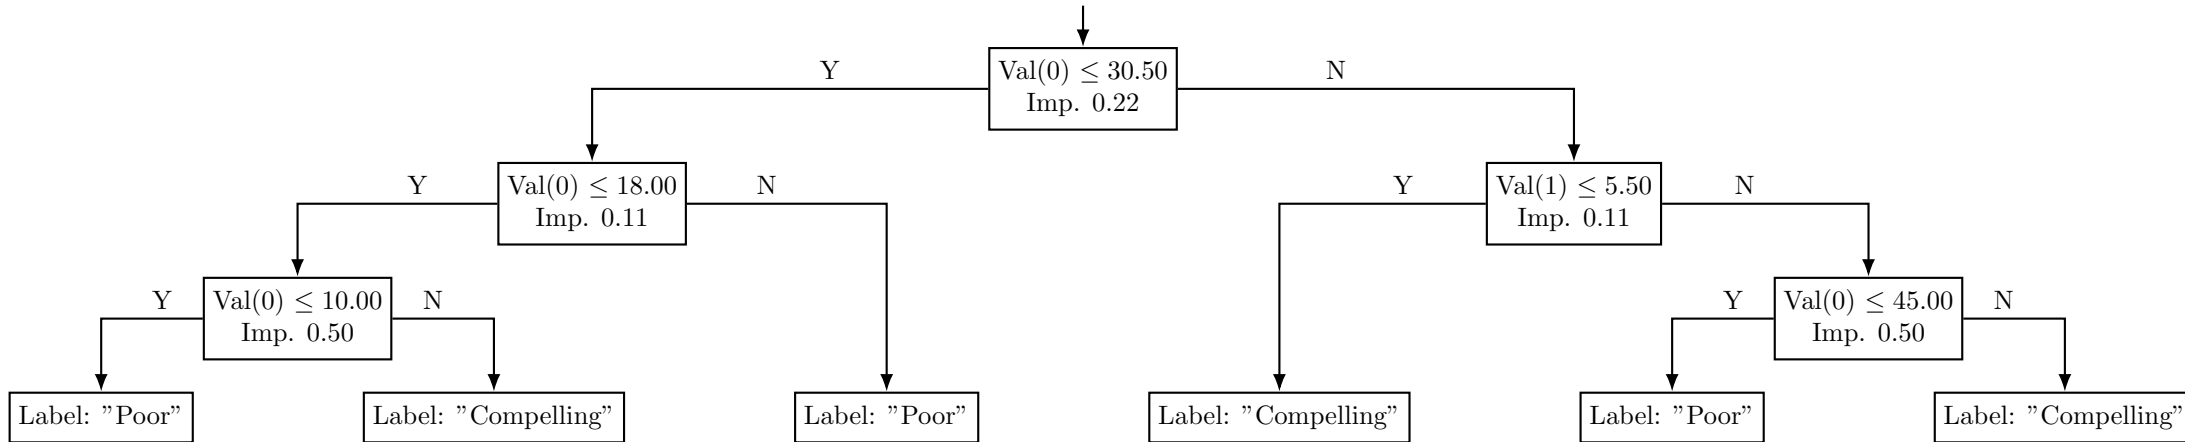 Val(0) ≤ 30.50
Imp. 0.22
Y
N
Val(0) ≤ 18.00
Imp. 0.11
Y
N
Val(1) ≤ 5.50
Imp. 0.11
Y
N
Val(0) ≤ 10.00
Imp. 0.50
Y
N
Val(0) ≤ 45.00
Imp. 0.50
Y
N
Label: ”Poor”
Label: ”Compelling”
Label: ”Poor”
Label: ”Compelling”
Label: ”Poor”
Label: ”Compelling”